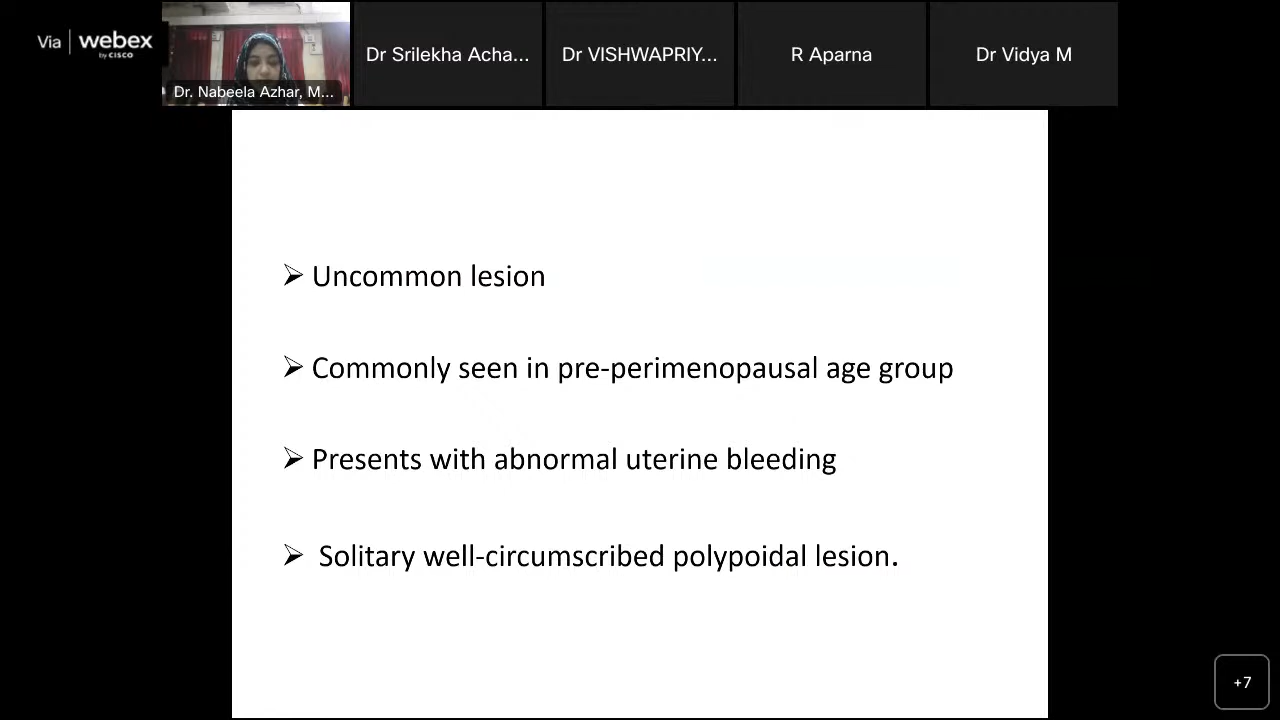 Via webex
by CISCO
Dr. Nabeela Azhar, M...
Dr Srilekha Acha...
Dr VISHWAPRIY...
R Aparna
Dr Vidya M
➢ Uncommon lesion
➢ Commonly seen in pre-perimenopausal age group
➢ Presents with abnormal uterine bleeding
➢ Solitary well-circumscribed polypoidal lesion.
+7